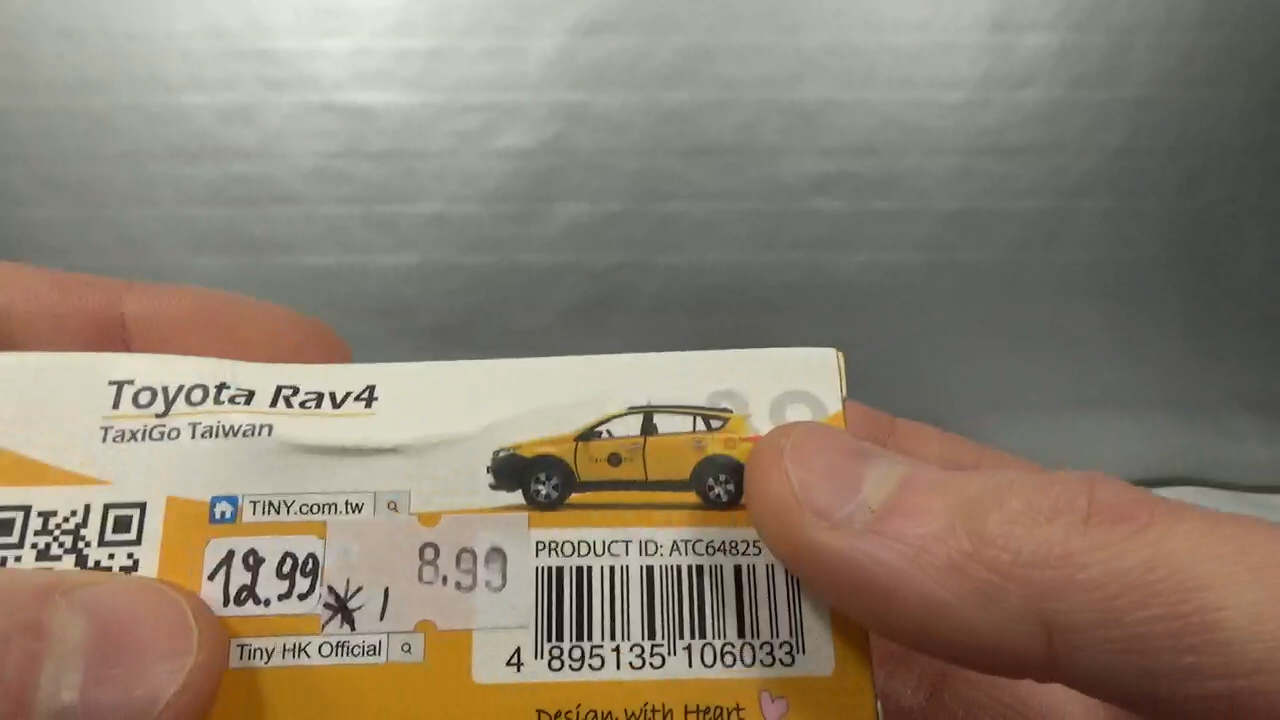 Toyota Rav4
TaxiGo Taiwan
TINY.com.tw
PRODUCT ID: ATC64825
12.99
8.99
Tiny HK Official
4 895135 106033
Design with Heart